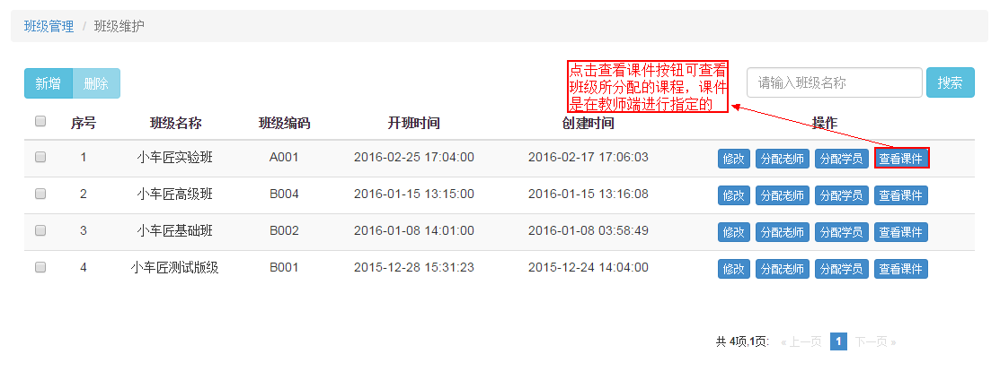 班级管理 / 班级维护
点击查看课件按钮可查看
班级所分配的课程，课件
是在教师端进行指定的
新增 删除 请输入班级名称 搜索
序号 班级名称 班级编码 开班时间 创建时间 操作
1 小车匠实验班 A001 2016-02-25 17:04:00 2016-02-17 17:06:03 修改 分配老师 分配学员 查看课件
2 小车匠高级班 B004 2016-01-15 13:15:00 2016-01-15 13:16:08 修改 分配老师 分配学员 查看课件
3 小车匠基础班 B002 2016-01-08 14:01:00 2016-01-08 03:58:49 修改 分配老师 分配学员 查看课件
4 小车匠测试版级 B001 2015-12-28 15:31:23 2015-12-24 14:04:00 修改 分配老师 分配学员 查看课件
共 4项,1页: « 上一页 1 下一页 »